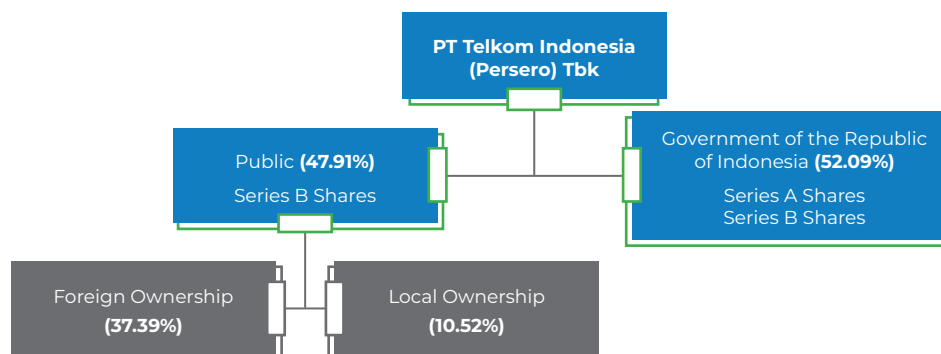 PT Telkom Indonesia
(Persero) Tbk
Public (47.91%)
Series B Shares
Government of the Republic
of Indonesia (52.09%)
Series A Shares
Series B Shares
Foreign Ownership
(37.39%)
Local Ownership
(10.52%)